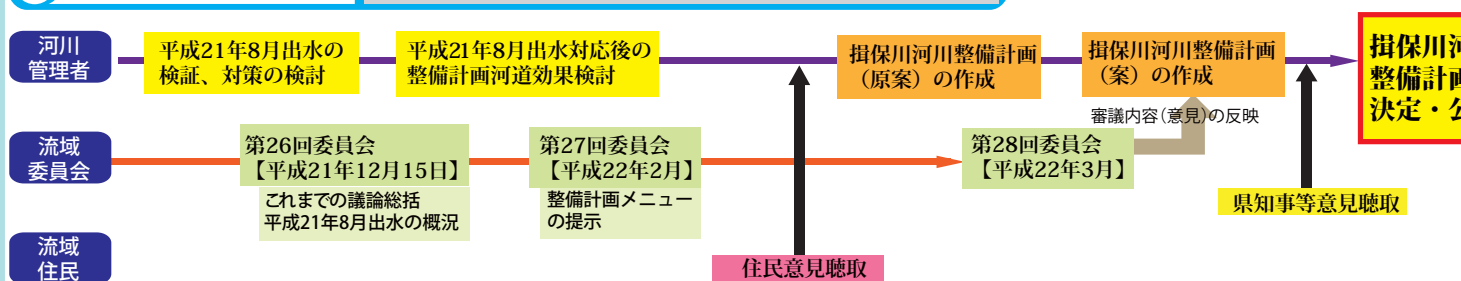 河川
管理者
平成21年8月出水の
検証、対策の検討
平成21年8月出水対応後の
整備計画河道効果検討
揖保川河川整備計画
（原案）の作成
揖保川河川整備計画
（案）の作成
揖保川河
整備計画
決定・公
審議内容（意見）の反映
流域
委員会
第26回委員会
【平成21年12月15日】
これまでの議論総括
平成21年8月出水の概況
第27回委員会
【平成22年2月】
整備計画メニュー
の提示
第28回委員会
【平成22年3月】
県知事等意見聴取
流域
住民
住民意見聴取